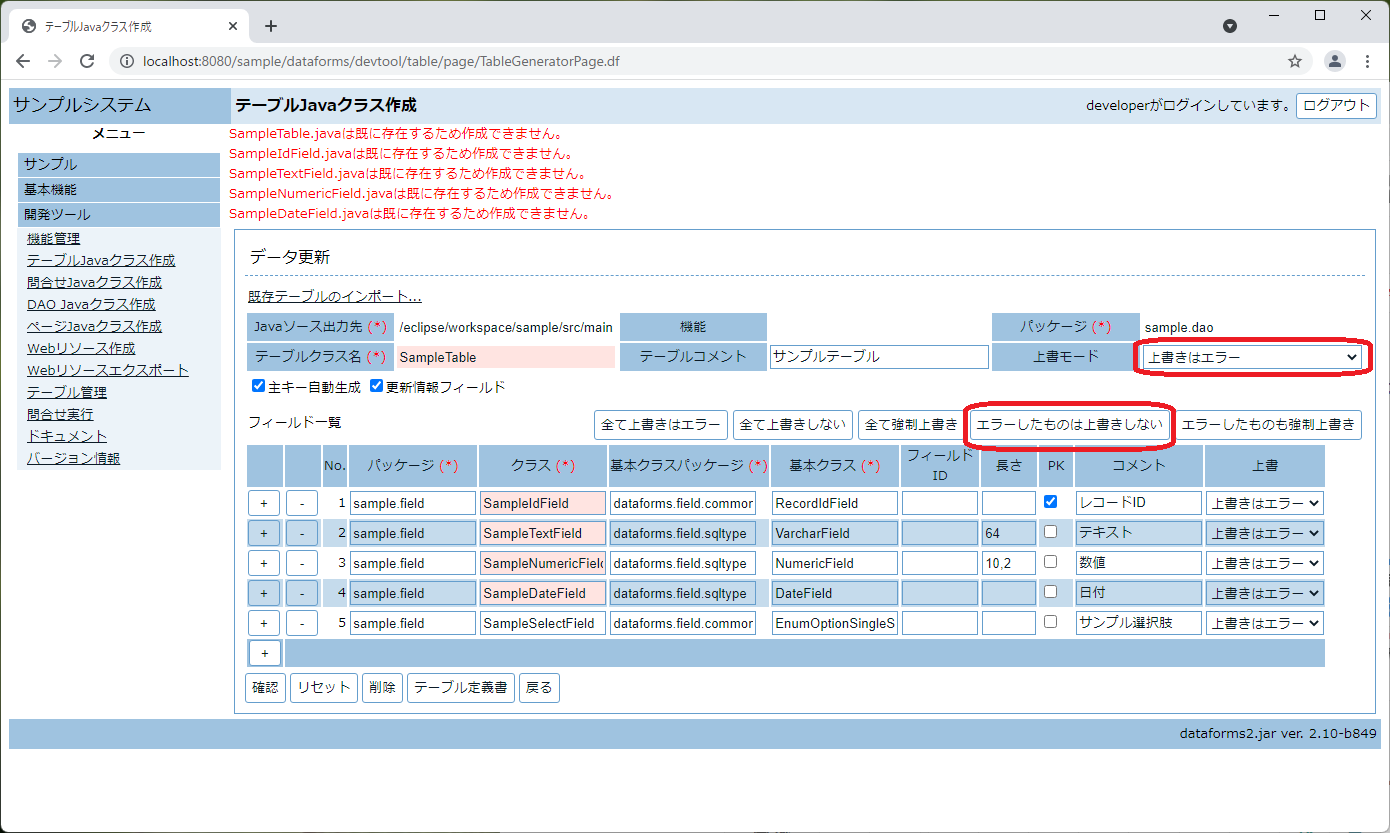 テーブルJavaクラス作成
localhost:8080/sample/dataforms/devtool/table/page/TableGeneratorPage.df
サンプルシステム
テーブルJavaクラス作成
developerがログインしています。 ログアウト
メニュー
サンプル
基本機能
開発ツール
機能管理
テーブルJavaクラス作成
問合せJavaクラス作成
DAO Javaクラス作成
ページJavaクラス作成
Webリソース作成
Webリソースエクスポート
テーブル管理
問合せ実行
ドキュメント
バージョン情報
SampleTable.javaは既に存在するため作成できません。
SampleIdField.javaは既に存在するため作成できません。
SampleTextField.javaは既に存在するため作成できません。
SampleNumericField.javaは既に存在するため作成できません。
SampleDateField.javaは既に存在するため作成できません。
データ更新
既存テーブルのインポート...
Javaソース出力先 (*) /eclipse/workspace/sample/src/main 機能 パッケージ (*) sample.dao
テーブルクラス名 (*) SampleTable テーブルコメント サンプルテーブル 上書モード 上書きはエラー
主キー自動生成 更新情報フィールド
フィールド一覧 全て上書きはエラー 全て上書きしない 全て強制上書き エラーしたものは上書きしない エラーしたものも強制上書き
No. パッケージ (*) クラス (*) 基本クラスパッケージ (*) 基本クラス (*) フィールドID 長さ PK コメント 上書
+ - 1 sample.field SampleIdField dataforms.field.commor RecordIdField レコードID 上書きはエラー
+ - 2 sample.field SampleTextField dataforms.field.sqltype VarcharField 64 テキスト 上書きはエラー
+ - 3 sample.field SampleNumericField dataforms.field.sqltype NumericField 10,2 数値 上書きはエラー
+ - 4 sample.field SampleDateField dataforms.field.sqltype DateField 日付 上書きはエラー
+ - 5 sample.field SampleSelectField dataforms.field.commor EnumOptionSingleS サンプル選択肢 上書きはエラー
+
確認 リセット 削除 テーブル定義書 戻る
dataforms2.jar ver. 2.10-b849